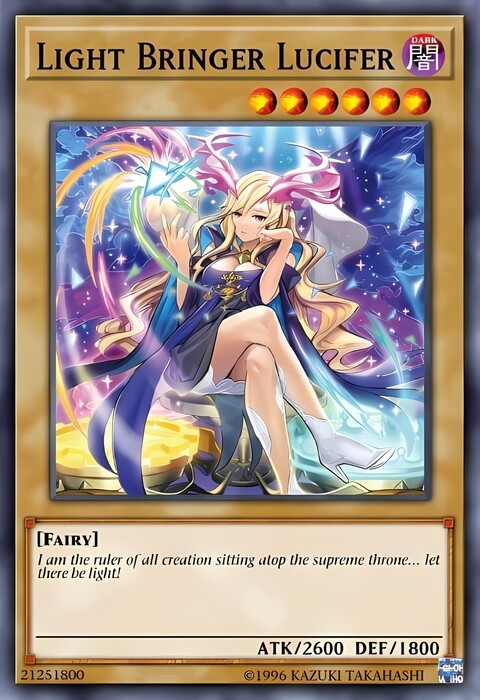 LIGHT BRINGER LUCIFER
DARK
闇
[FAIRY]
I am the ruler of all creation sitting atop the supreme throne... let
there be light!
ATK/2600 DEF/1800
21251800
©1996 KAZUKI TAKAHASHI